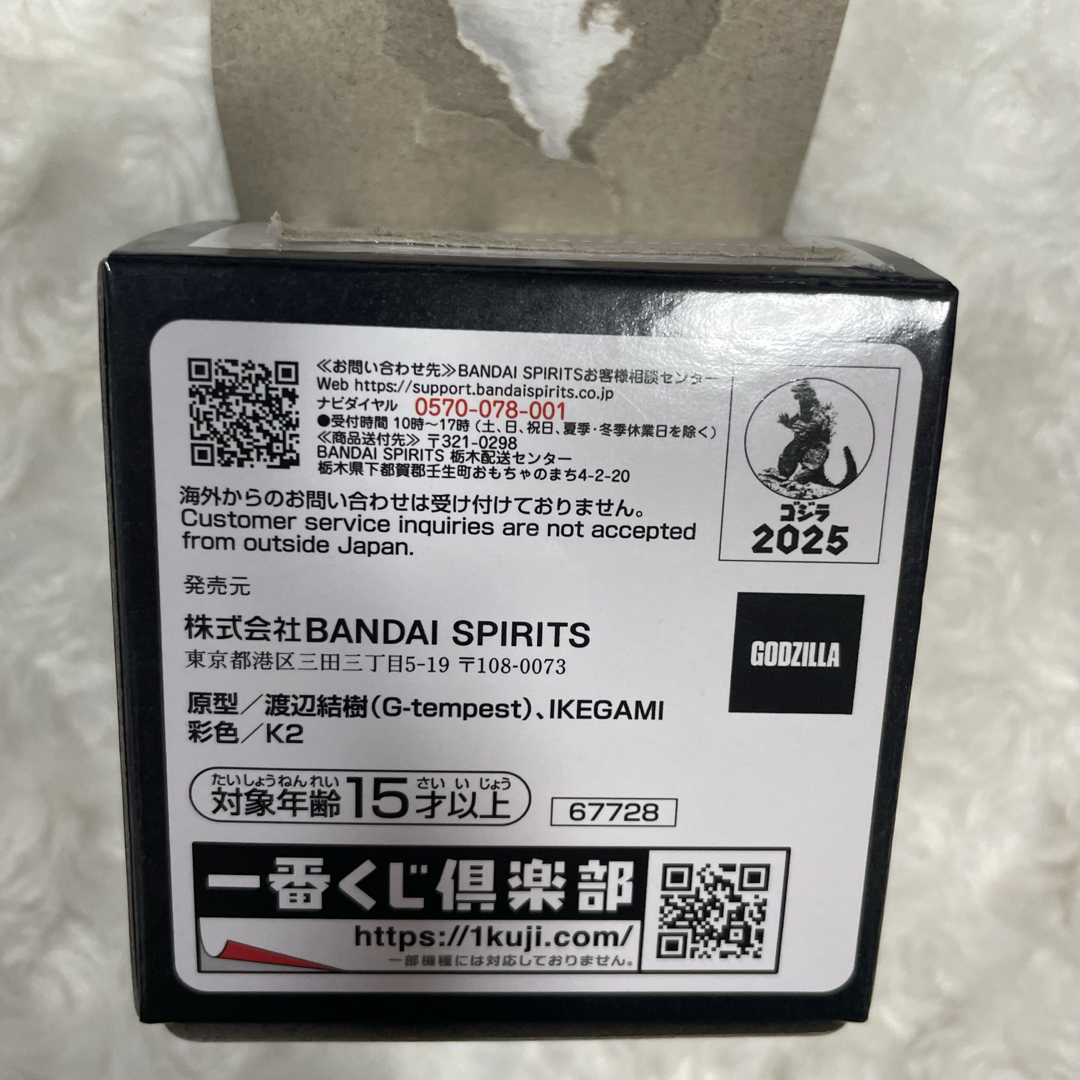 ≪お問い合わせ先≫BANDAI SPIRITSお客様相談センター
Web https://support.bandaispirits.co.jp
ナビダイヤル 0570-078-001
●受付時間 10時～17時（土、日、祝日、夏季・冬季休業日を除く）
≪商品送付先≫ 〒321-0298
BANDAI SPIRITS 栃木配送センター
栃木県下都賀郡壬生町おもちゃのまち4-2-20
海外からのお問い合わせは受け付けておりません。
Customer service inquiries are not accepted
from outside Japan.
ゴジラ
2025
発売元
株式会社BANDAI SPIRITS
東京都港区三田三丁目5-19 〒108-0073
GODZILLA
原型／渡辺結樹（G-tempest）、IKEGAMI
彩色／K2
たいしょうねんれい さい い じょう
対象年齢15才以上
67728
一番くじ倶楽部
https://1kuji.com/
一部機種には対応しておりません。